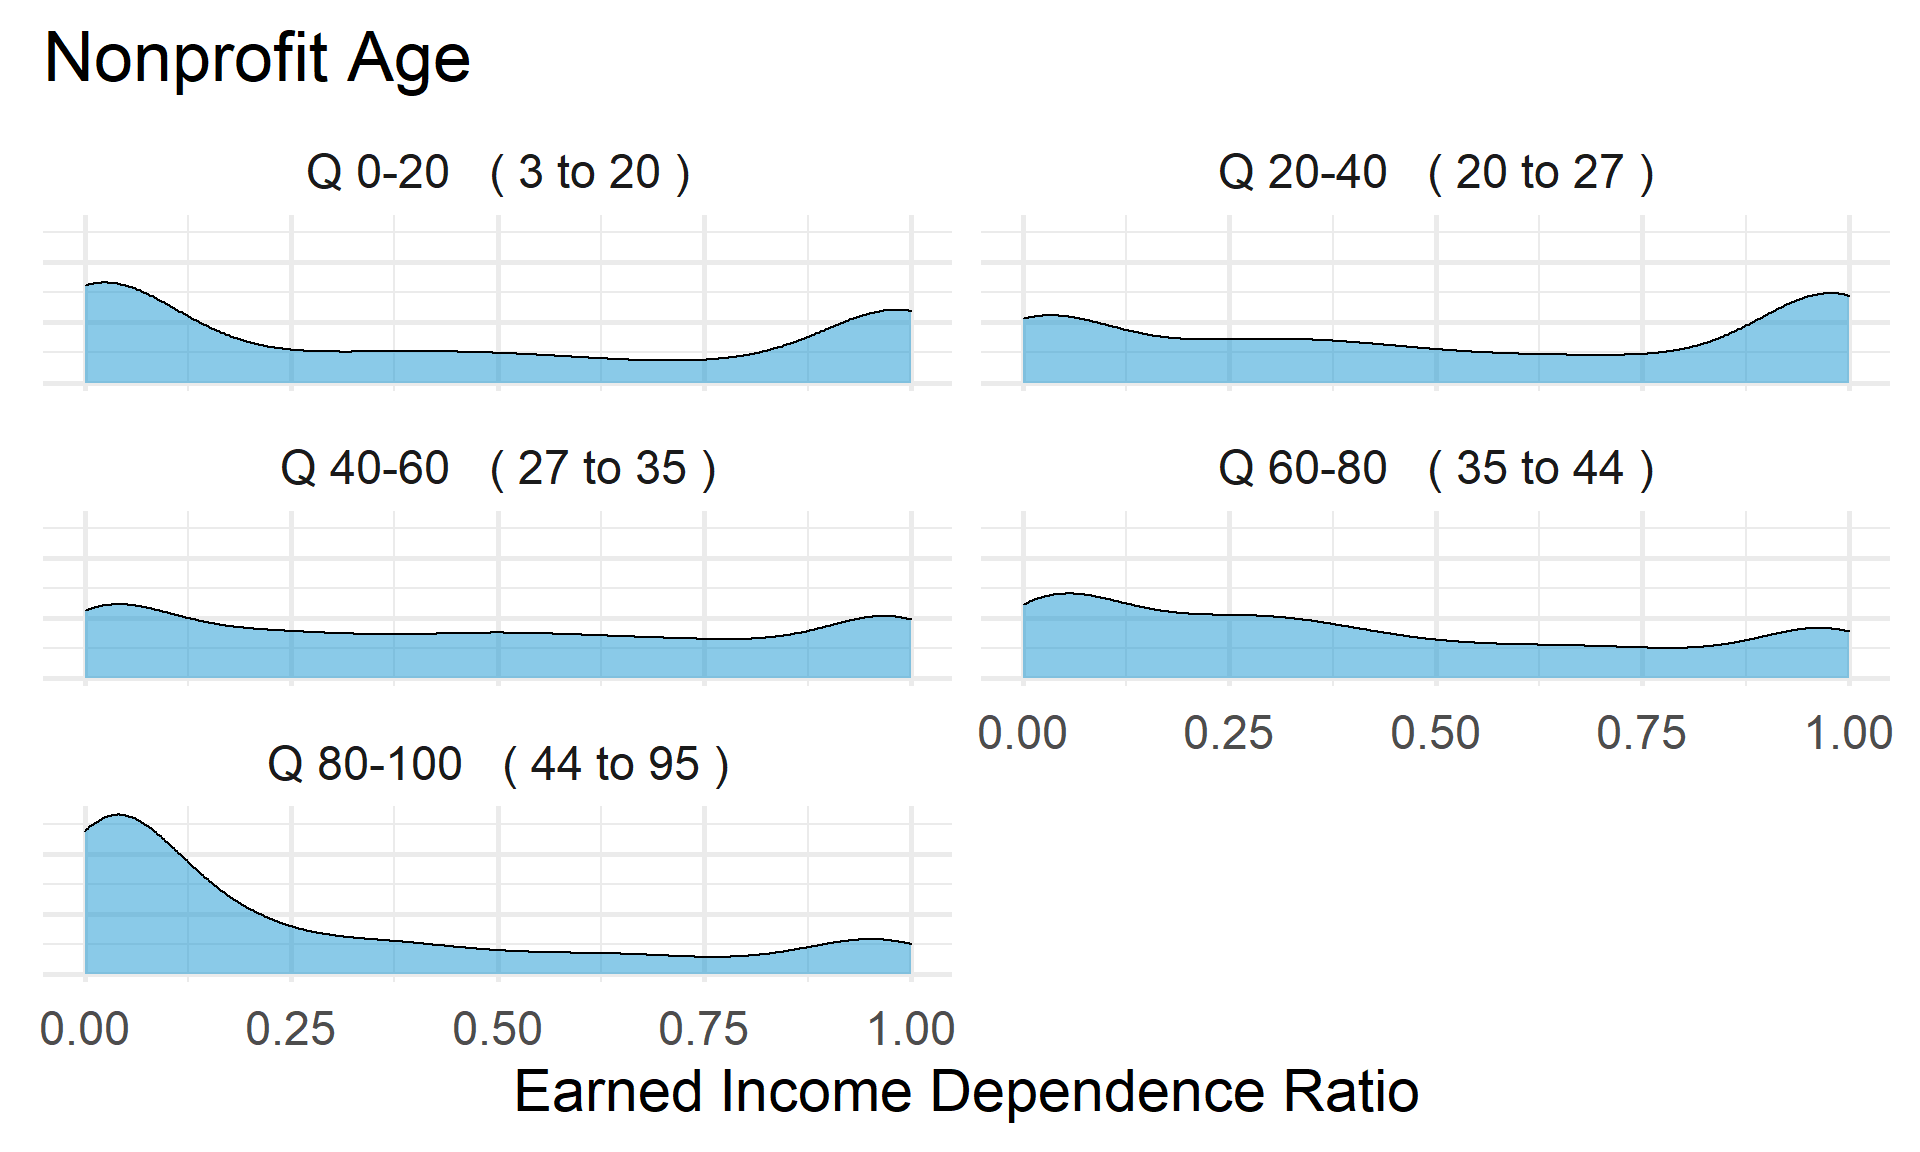 Nonprofit Age
Q 0-20 ( 3 to 20 )
Q 20-40 ( 20 to 27 )
Q 40-60 ( 27 to 35 )
Q 60-80 ( 35 to 44 )
0.00 0.25 0.50 0.75 1.00
Q 80-100 ( 44 to 95 )
0.00 0.25 0.50 0.75 1.00
Earned Income Dependence Ratio